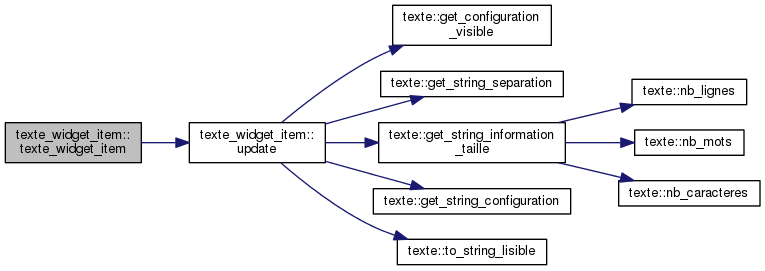 texte_widget_item::
texte_widget_item
texte_widget_item::
update
texte::get_configuration
_visible
texte::get_string_separation
texte::get_string_information
_taille
texte::get_string_configuration
texte::to_string_lisible
texte::nb_lignes
texte::nb_mots
texte::nb_caracteres